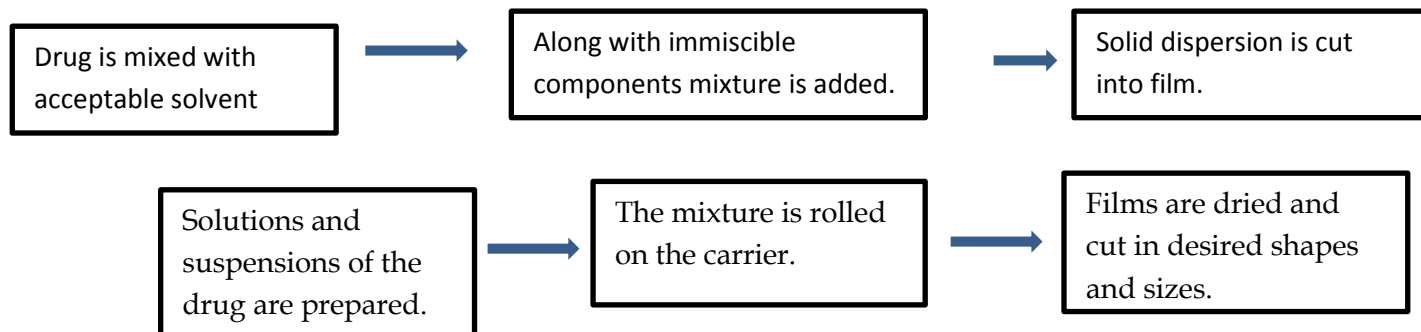 Drug is mixed with
acceptable solvent
Along with immiscible
components mixture is added.
Solid dispersion is cut
into film.
Solutions and
suspensions of the
drug are prepared.
The mixture is rolled
on the carrier.
Films are dried and
cut in desired shapes
and sizes.